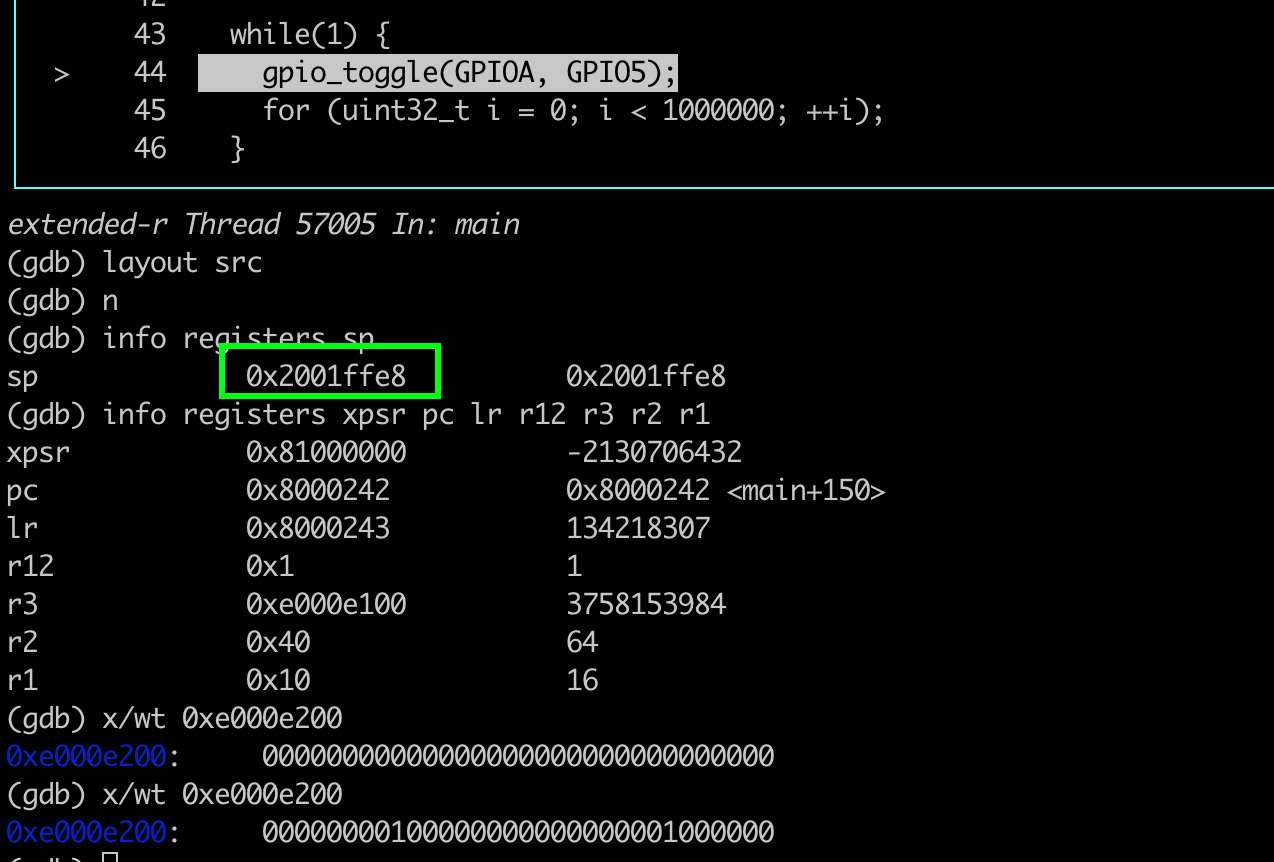 42
43 while(1) {
> 44 gpio_toggle(GPIOA, GPIO5);
45 for (uint32_t i = 0; i < 1000000; ++i);
46 }
extended-r Thread 57005 In: main
(gdb) layout src
(gdb) n
(gdb) info registers sp
sp 0x2001ffe8 0x2001ffe8
(gdb) info registers xpsr pc lr r12 r3 r2 r1
xpsr 0x81000000 -2130706432
pc 0x8000242 0x8000242 <main+150>
lr 0x8000243 134218307
r12 0x1 1
r3 0xe000e100 3758153984
r2 0x40 64
r1 0x10 16
(gdb) x/wt 0xe000e200
0xe000e200: 00000000000000000000000000000000
(gdb) x/wt 0xe000e200
0xe000e200: 00000000100000000000000001000000
(gdb)